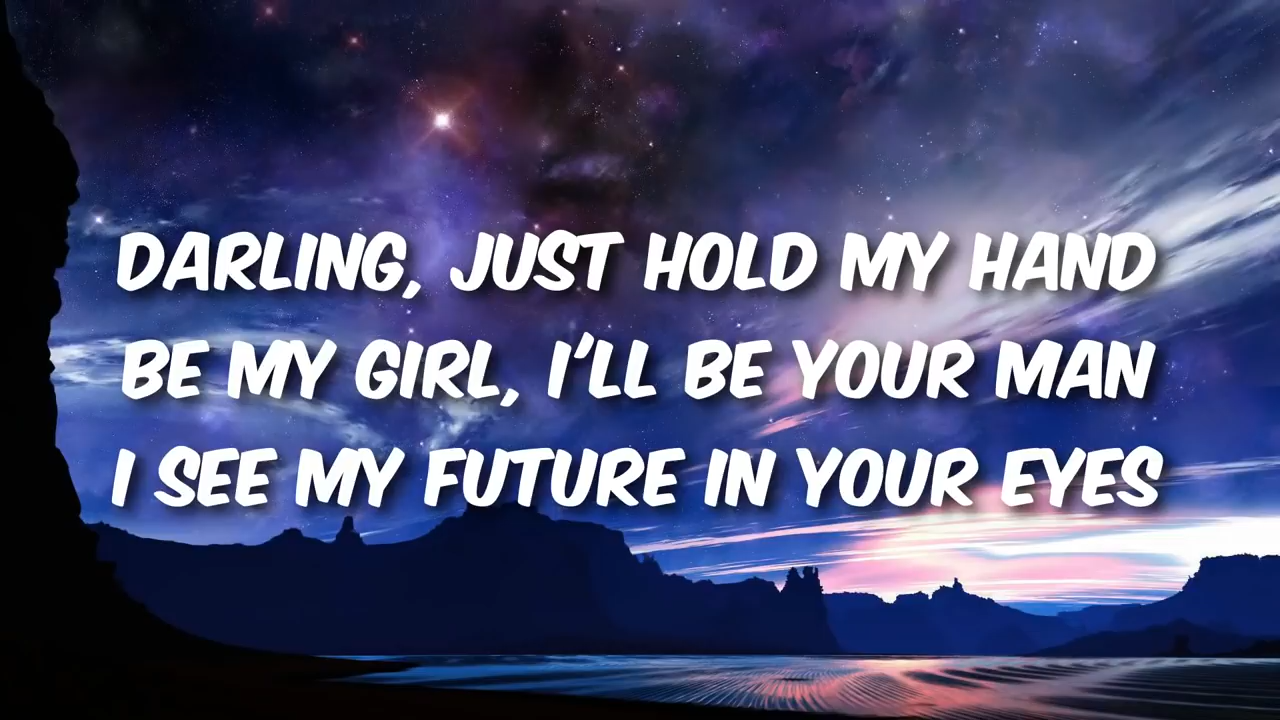 DARLING, JUST HOLD MY HAND
BE MY GIRL, I'LL BE YOUR MAN
I SEE MY FUTURE IN YOUR EYES